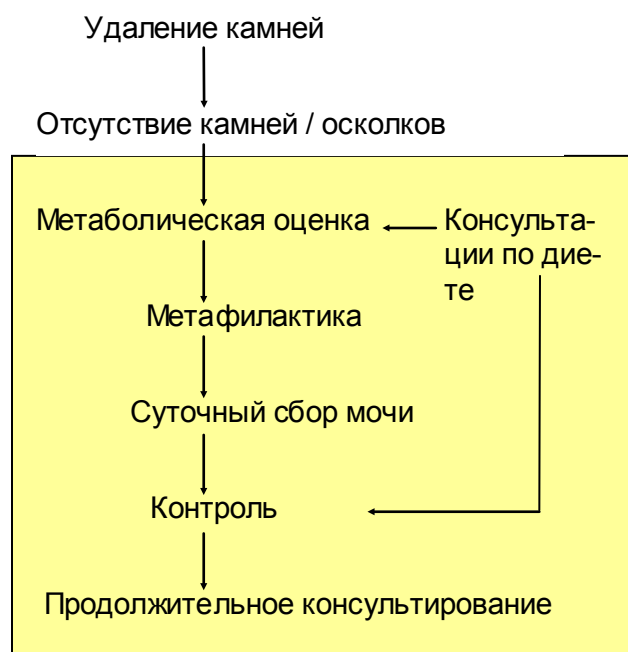 Удаление камней
Отсутствие камней / осколков
Метаболическая оценка
Консульта-
ции по дие-
те
Метафилактика
Суточный сбор мочи
Контроль
Продолжительное консультирование